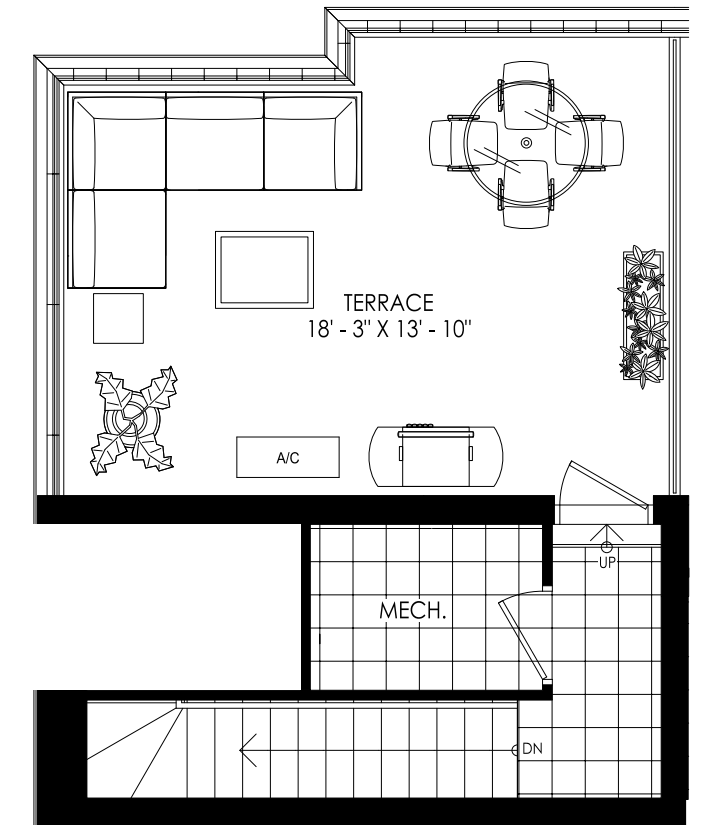 TERRACE
18' - 3" X 13' - 10"
A/C
UP
MECH.
DN